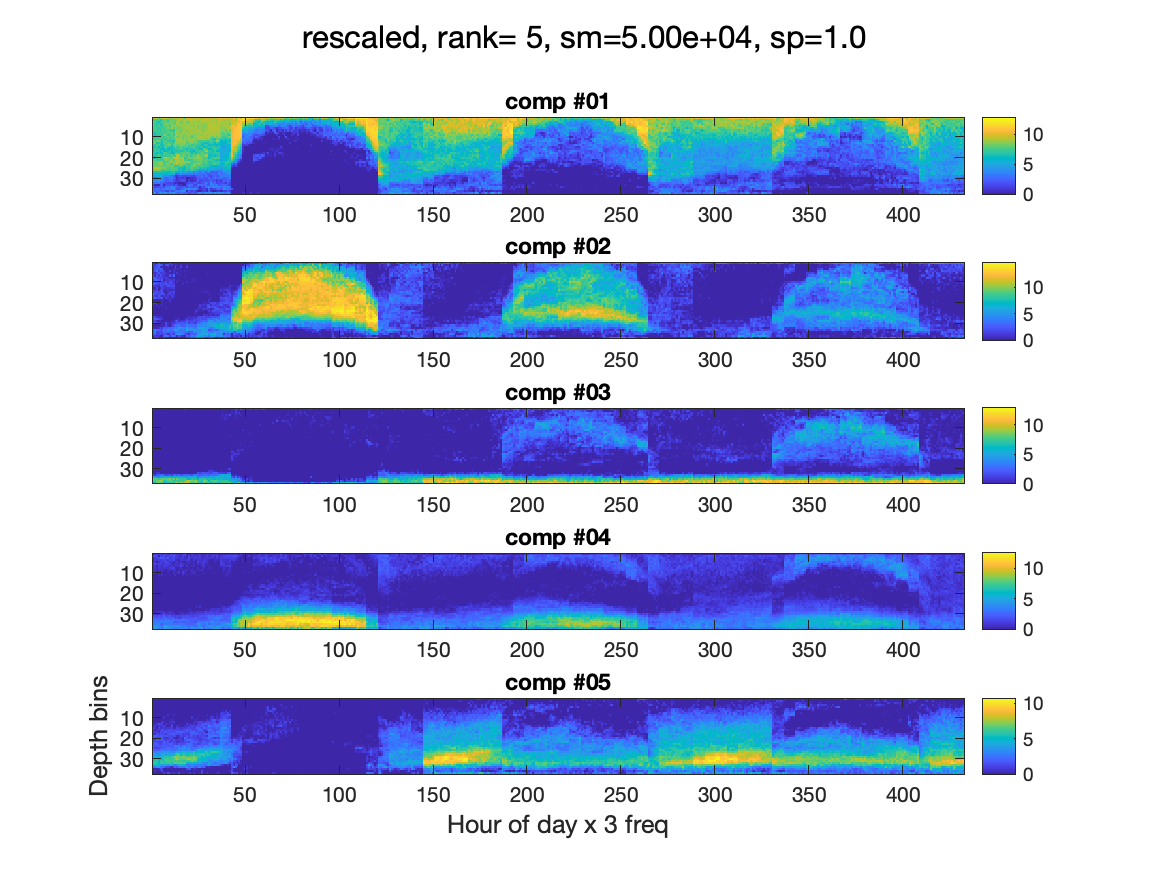 rescaled, rank= 5, sm=5.00e+04, sp=1.0
comp #01
10
20
30
50 100 150 200 250 300 350 400
10
5
0
comp #02
10
20
30
50 100 150 200 250 300 350 400
10
5
0
comp #03
10
20
30
50 100 150 200 250 300 350 400
10
5
0
comp #04
10
20
30
50 100 150 200 250 300 350 400
10
5
0
comp #05
Depth bins
10
20
30
50 100 150 200 250 300 350 400
10
5
0
Hour of day x 3 freq